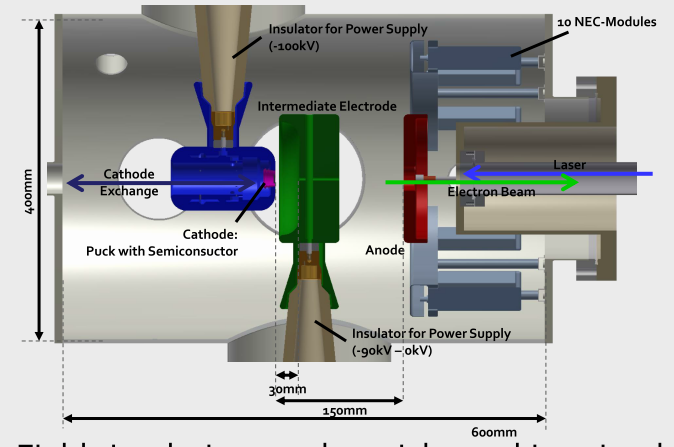 10 NEC-Modules
Insulator for Power Supply
(-100kV)
Intermediate Electrode
Laser
Cathode
Exchange
Electron Beam
400mm
Cathode:
Puck with Semiconsuctor
Anode
Insulator for Power Supply
(-90kV – 0kV)
30mm
150mm
600mm